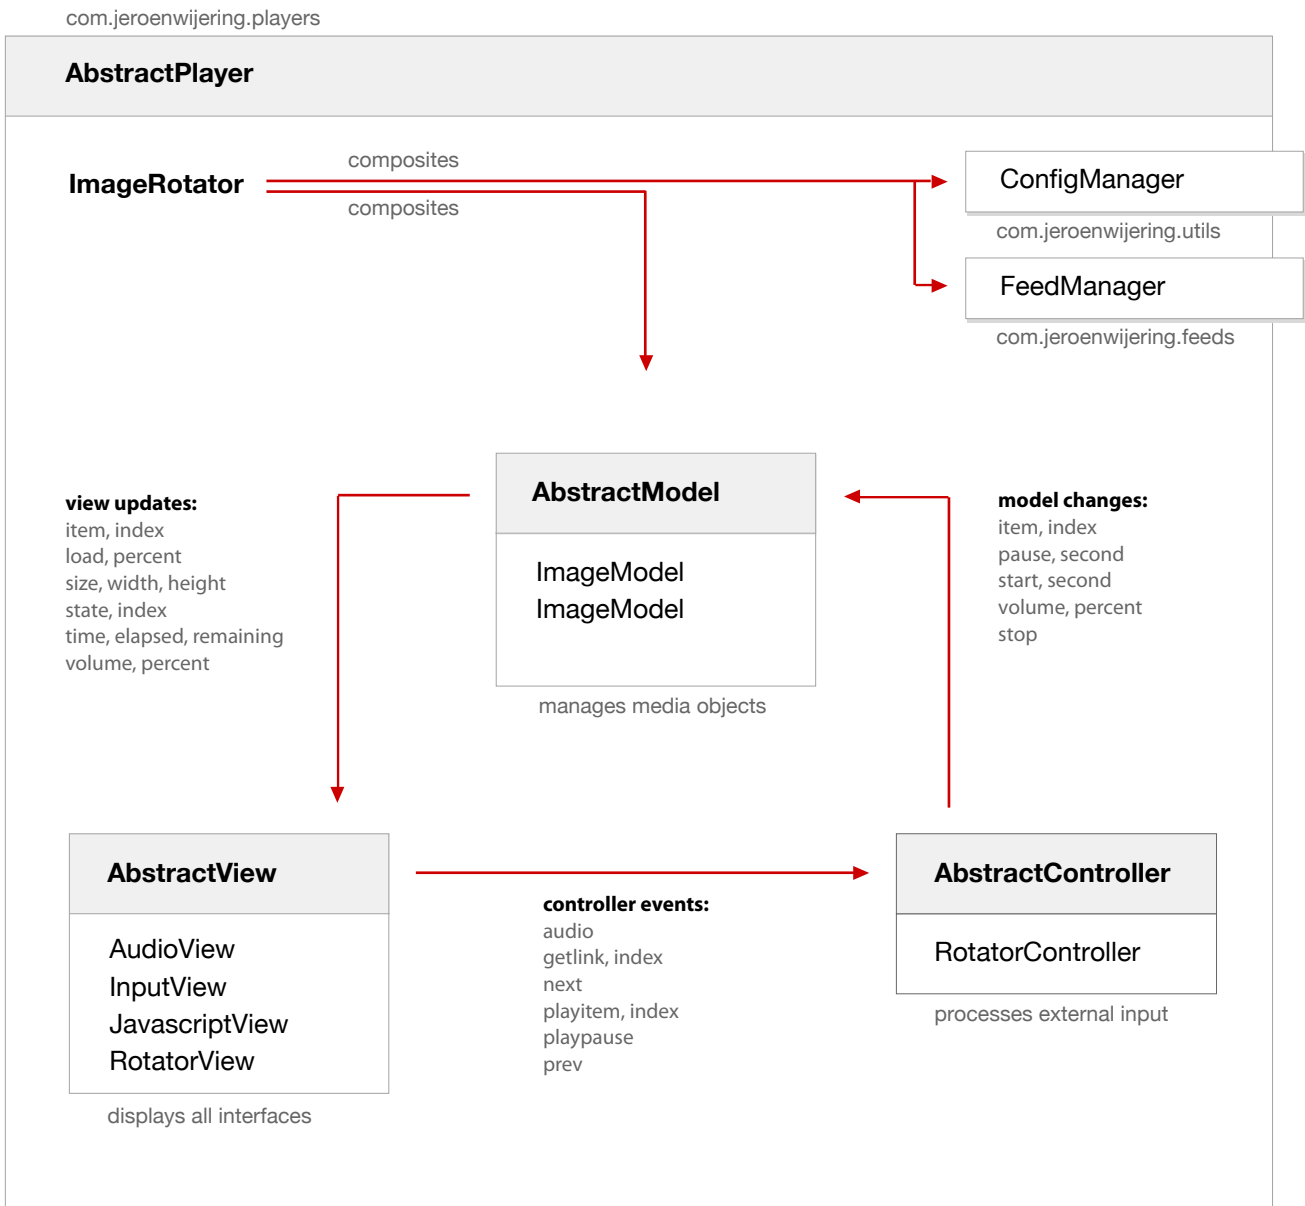 com.jeroenwijering.players
AbstractPlayer
ImageRotator
composites
composites
ConfigManager
com.jeroenwijering.utils
FeedManager
com.jeroenwijering.feeds
view updates:
item, index
load, percent
size, width, height
state, index
time, elapsed, remaining
volume, percent
AbstractModel
ImageModel
ImageModel
manages media objects
model changes:
item, index
pause, second
start, second
volume, percent
stop
AbstractView
AudioView
InputView
JavascriptView
RotatorView
displays all interfaces
controller events:
audio
getlink, index
next
playitem, index
playpause
prev
AbstractController
RotatorController
processes external input